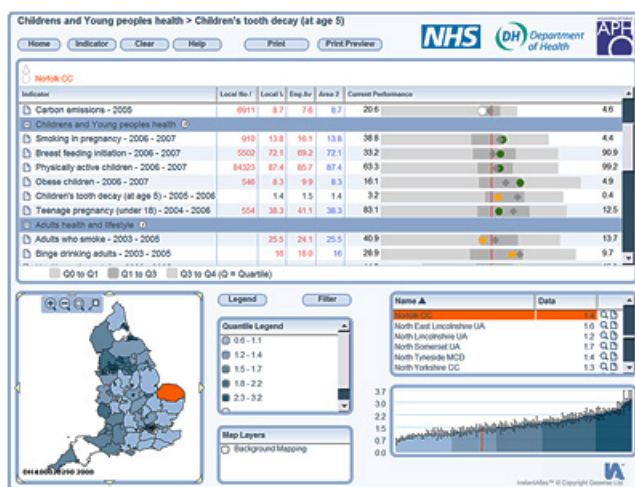 Childrens and Young peoples health > Children's tooth decay (at age 5)
Home Indicator Clear Help Print Print Preview
NHS DH Department of Health APHO
Norfolk CC
Indicator Local No./ Local V Eng.Av Area 2 Current Performance
Carbon emissions - 2005 6911 8.7 7.6 8.7 20.6 4.6
Childrens and Young peoples health
Smoking in pregnancy - 2006 - 2007 910 13.8 16.1 13.8 38.8 4.4
Breast feeding initiation - 2006 - 2007 5502 72.1 69.2 72.1 33.2 90.9
Physically active children - 2006 - 2007 84323 87.4 85.7 87.4 63.3 99.2
Obese children - 2006 - 2007 546 8.3 9.9 8.3 16.1 4.9
Children's tooth decay (at age 5) - 2005 - 2006 1.4 1.5 1.4 3.2 0.4
Teenage pregnancy (under 18) - 2004 - 2006 554 38.3 41.1 38.3 83.1 12.5
Adults health and lifestyle
Adults who smoke - 2003 - 2005 25.5 24.1 25.5 40.9 13.7
Binge drinking adults - 2003 - 2005 16 18.0 16 28.9 9.7
Q0 to Q1 Q1 to Q3 Q3 to Q4 (Q = Quartile)
Legend Filter
Quantile Legend
0.6 - 1.1
1.2 - 1.4
1.5 - 1.7
1.8 - 2.2
2.3 - 3.2
Map Layers
Background Mapping
Name Data
Norfolk CC 1.4
North East Lincolnshire UA 1.6
North Lincolnshire UA 1.2
North Somerset UA 1.7
North Tyneside MCD 1.4
North Yorkshire CC 1.3
3.7
3.0
2.2
1.5
0.7
0.0
InstantAtlas™ © Copyright Geowise Ltd